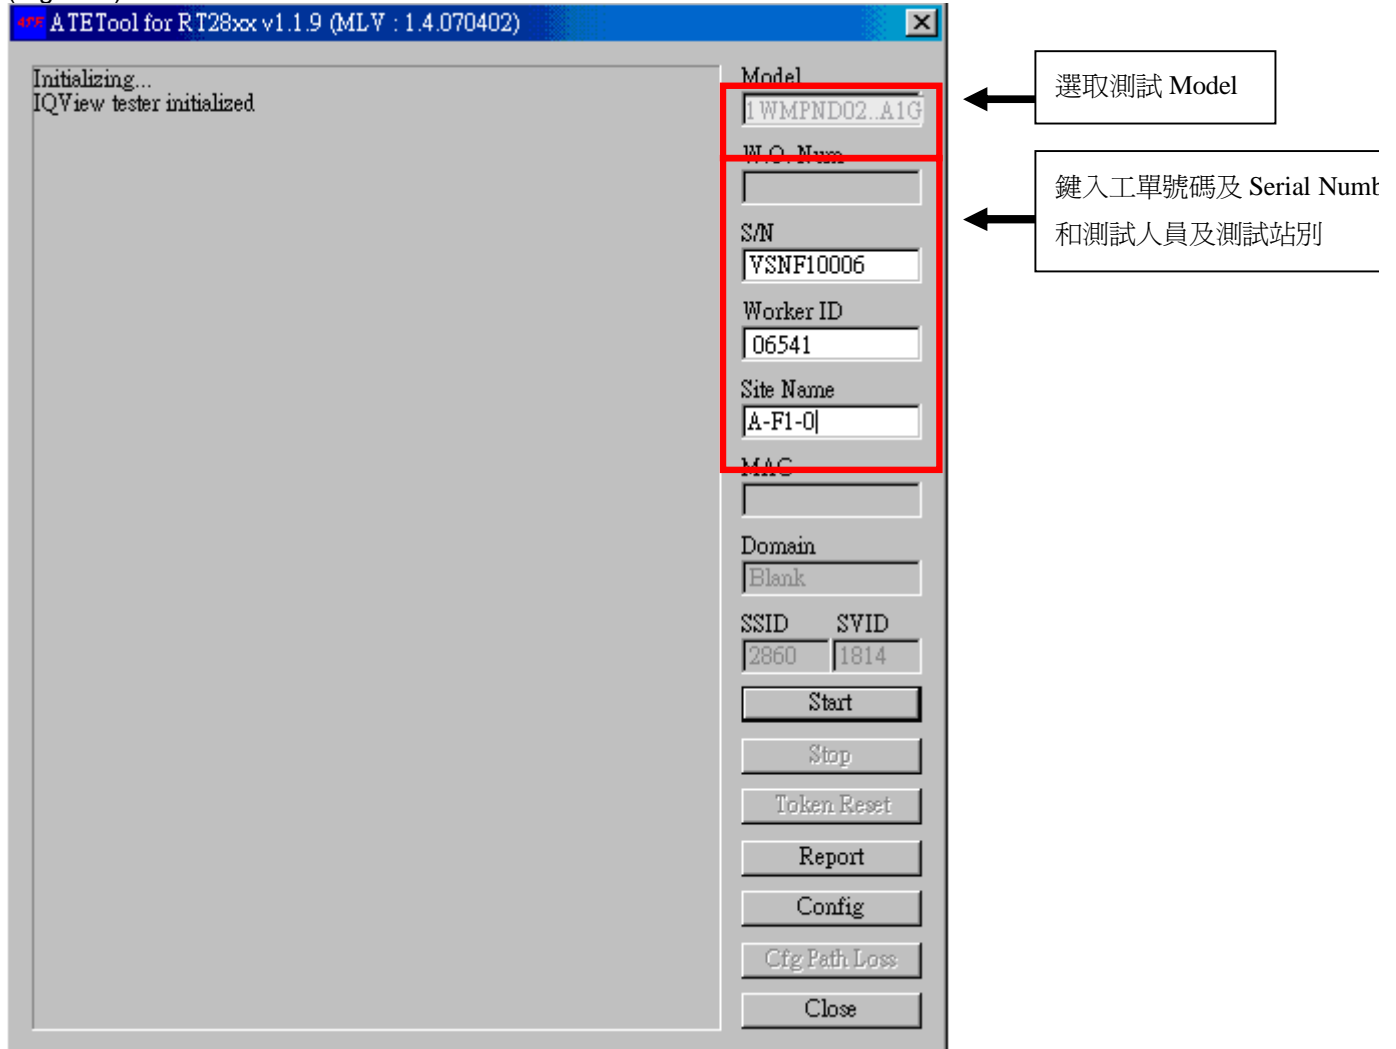 ATE ATETool for RT28xx v1.1.9 (MLV : 1.4.070402)
Initializing...
IQView tester initialized
Model
1WMPND02..A1G
W.O. Num
S/N
VSNF10006
Worker ID
06541
Site Name
A-F1-0
MAC
Domain
Blank
SSID SVID
2860 1814
Start
Stop
Token Reset
Report
Config
Cfg Path Loss
Close
選取測試 Model
鍵入工單號碼及 Serial Numb
和測試人員及測試站別